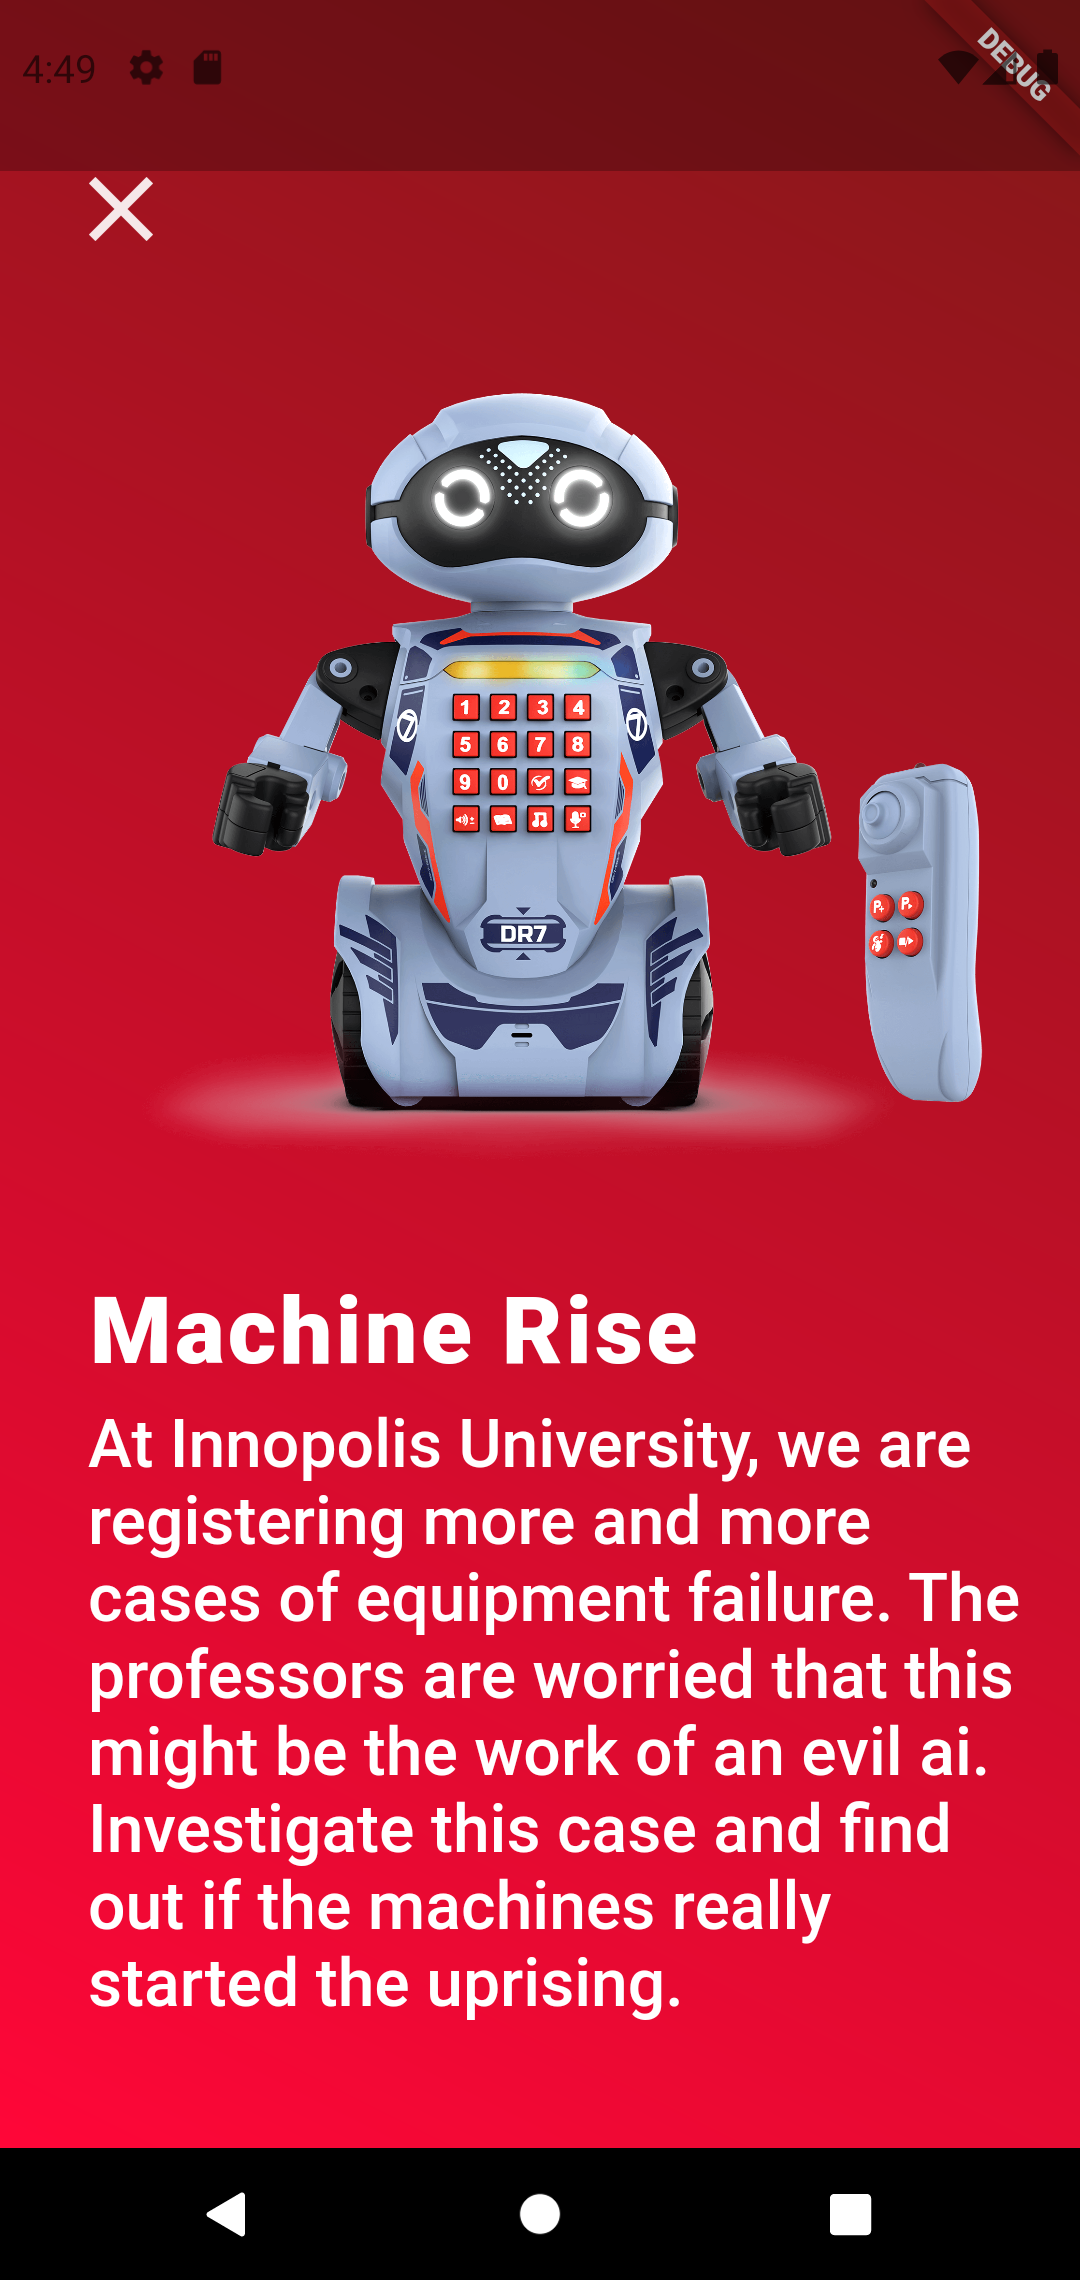 4:49
DEBUG
7
7
1 2 3 4
5 6 7 8
9 0
DR7
P+ P
Machine Rise
At Innopolis University, we are
registering more and more
cases of equipment failure. The
professors are worried that this
might be the work of an evil ai.
Investigate this case and find
out if the machines really
started the uprising.